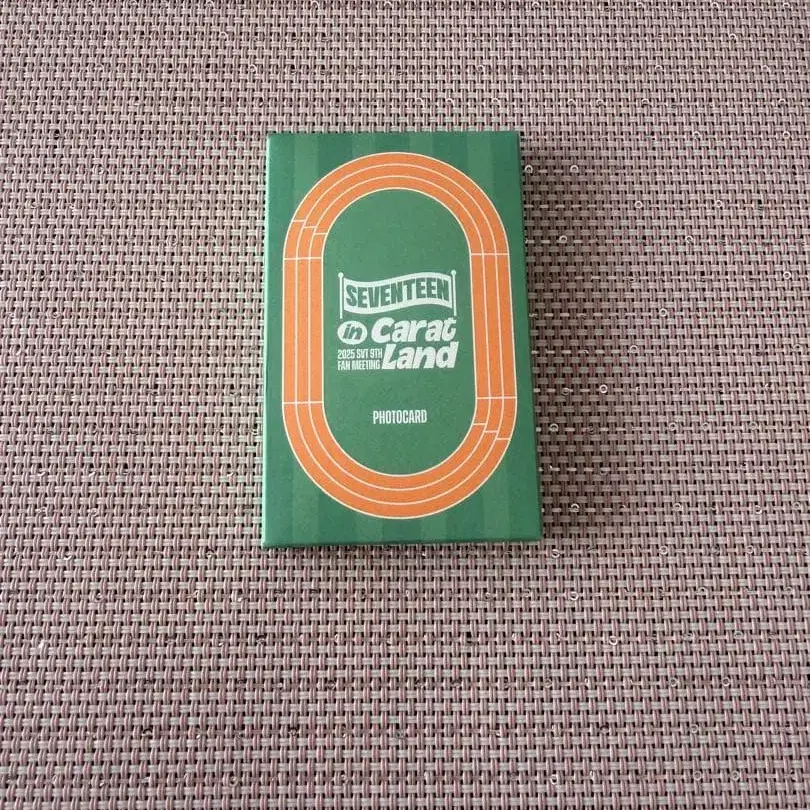 SEVENTEEN
in Carat
2025 SVT 9TH
FAN MEETING
Land
PHOTOCARD